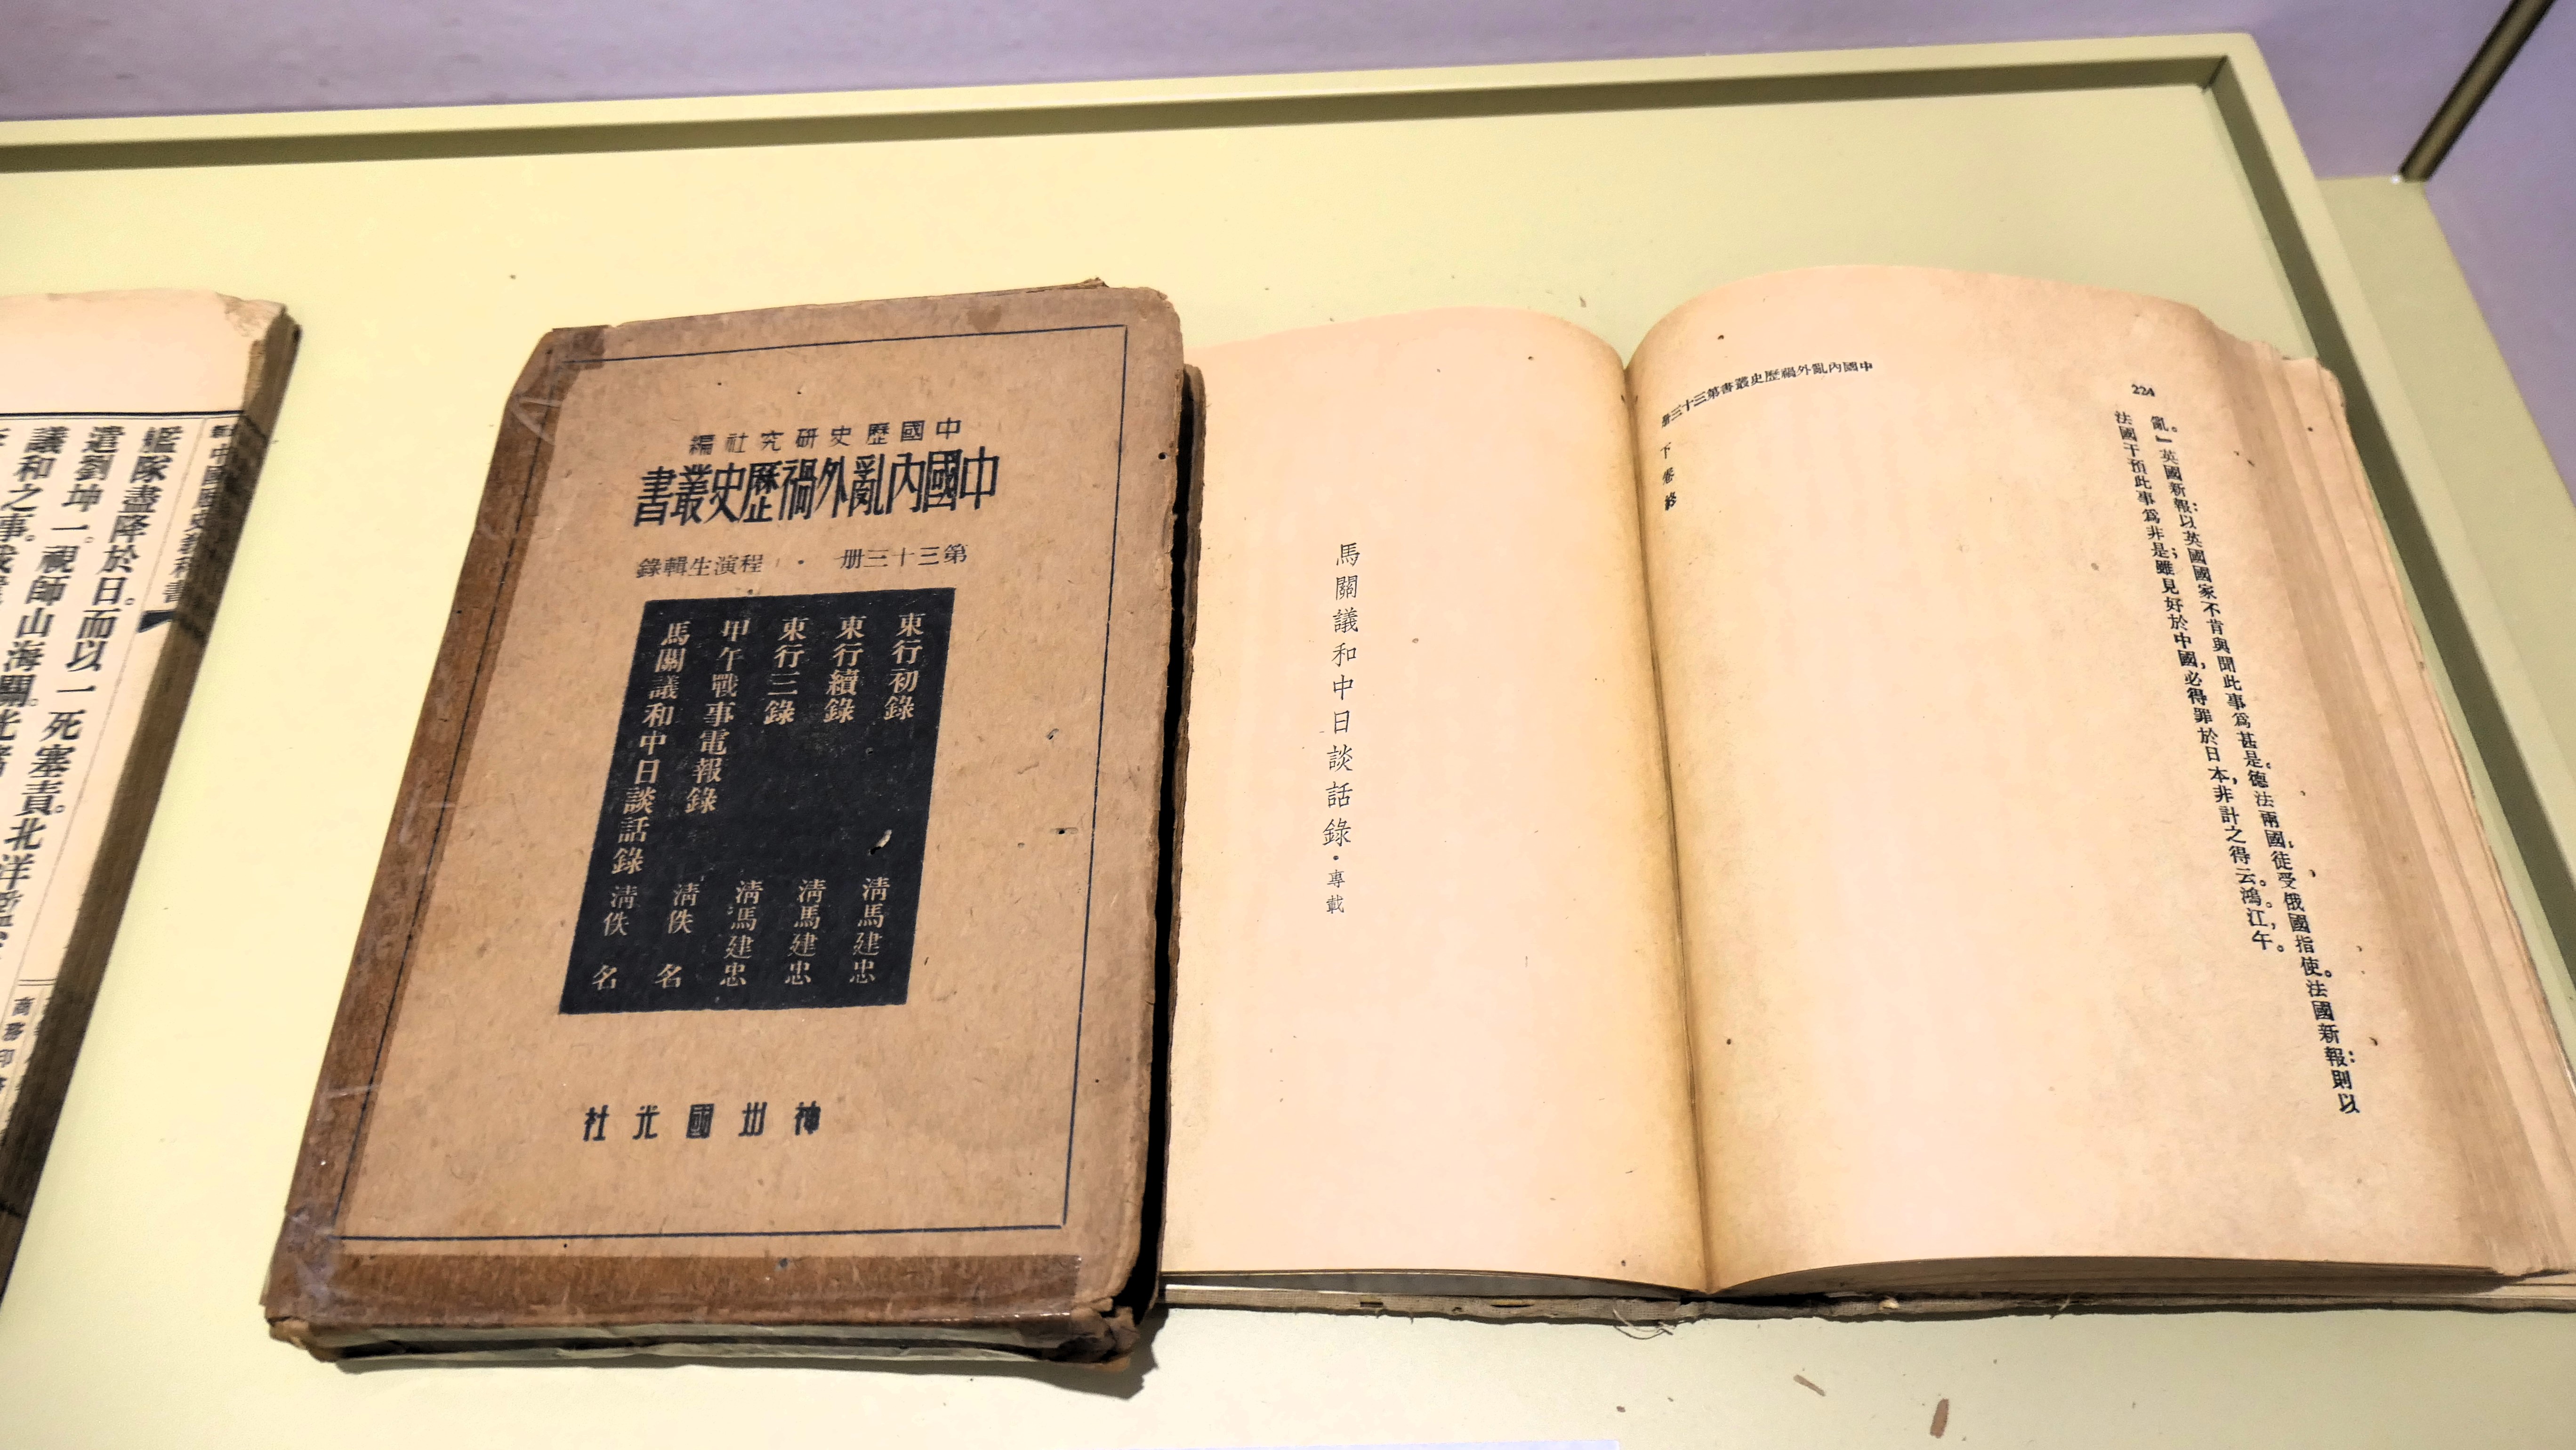 艦隊盡降於日。而以一死塞責。北洋
遣劉坤一。視師山海關。光緒
議和之事。
商務印
中國歷史研究社編
中國內亂外禍歷史叢書
第三十三册・程演生輯錄
東行初錄 清馬建忠
東行續錄 清馬建忠
東行三錄 清馬建忠
甲午戰事電報錄 清佚名
馬關議和中日談話錄 清佚名
神州國光社
224
亂。』英國新報：以英國國家不肯與聞此事爲甚是。德法兩國，徒受俄國指使。法國新報：則以
法國干預此事爲非是；雖見好於中國，必得罪於日本，非計之得云。鴻。江，午。
中國內亂外禍歷史叢書第三十三册
下卷終
馬關議和中日談話錄・專載